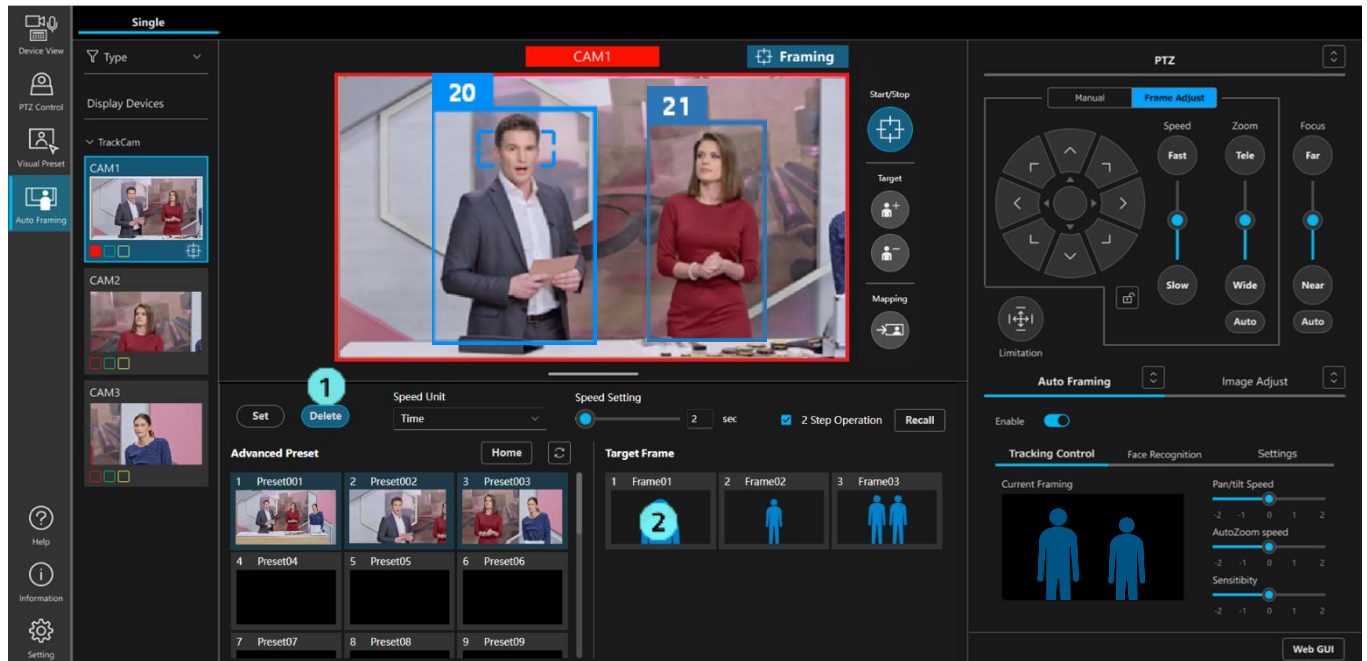 Device View
PTZ Control
Visual Preset
Auto Framing
Help
Information
Setting
Single
Type
Display Devices
TrackCam
CAM1
CAM2
CAM3
CAM1
Framing
20
21
Start/Stop
Target
Mapping
1
Set
Delete
Speed Unit
Time
Speed Setting
2 sec
2 Step Operation
Recall
Advanced Preset
Home
1 Preset001
2 Preset002
3 Preset003
4 Preset04
5 Preset05
6 Preset06
7 Preset07
8 Preset08
9 Preset09
Target Frame
1 Frame01
2 Frame02
3 Frame03
2
PTZ
Manual
Frame Adjust
Speed
Zoom
Focus
Fast
Tele
Far
Slow
Wide
Near
Auto
Auto
Limitation
Auto Framing
Image Adjust
Enable
Tracking Control
Face Recognition
Settings
Current Framing
Pan/tilt Speed
-2 -1 0 1 2
AutoZoom speed
-2 -1 0 1 2
Sensitibity
-2 -1 0 1 2
Web GUI